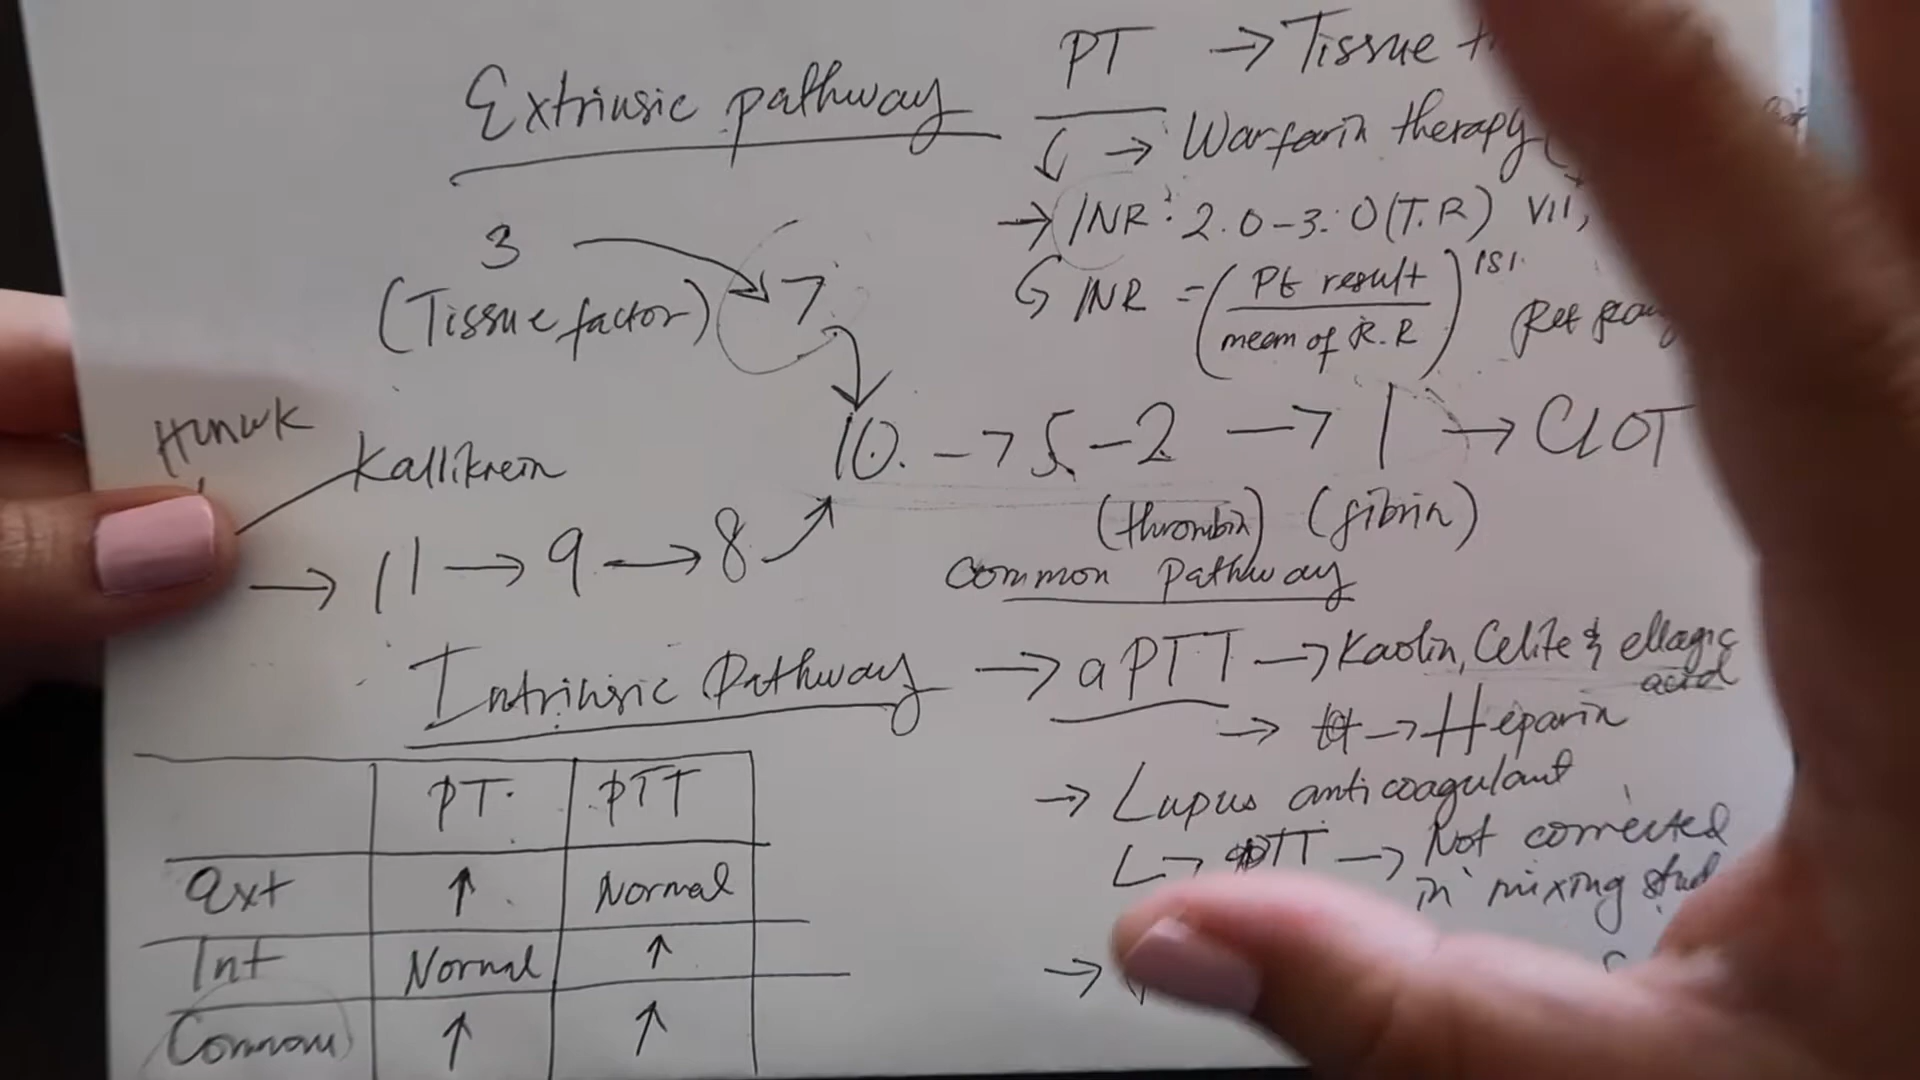 Extrinsic pathway
PT → Tissue
→ Warfarin therapy (
→ INR: 2.0-3.0 (T.R) VII,
INR = (Pt result / mean of R.R) ISI
3 → 7
(Tissue factor)
HMWK
Kallikrein
10 → 5 - 2 → 1 → CLOT
(thrombin) (fibrin)
→ 11 → 9 → 8
Common Pathway
Intrinsic Pathway → aPTT → Kaolin, Celite & ellagic acid
→ Heparin
→ Lupus anticoagulant
→ PTT → Not corrected
in mixing
PT PTT
Ext ↑ Normal
Int Normal ↑
Common ↑ ↑